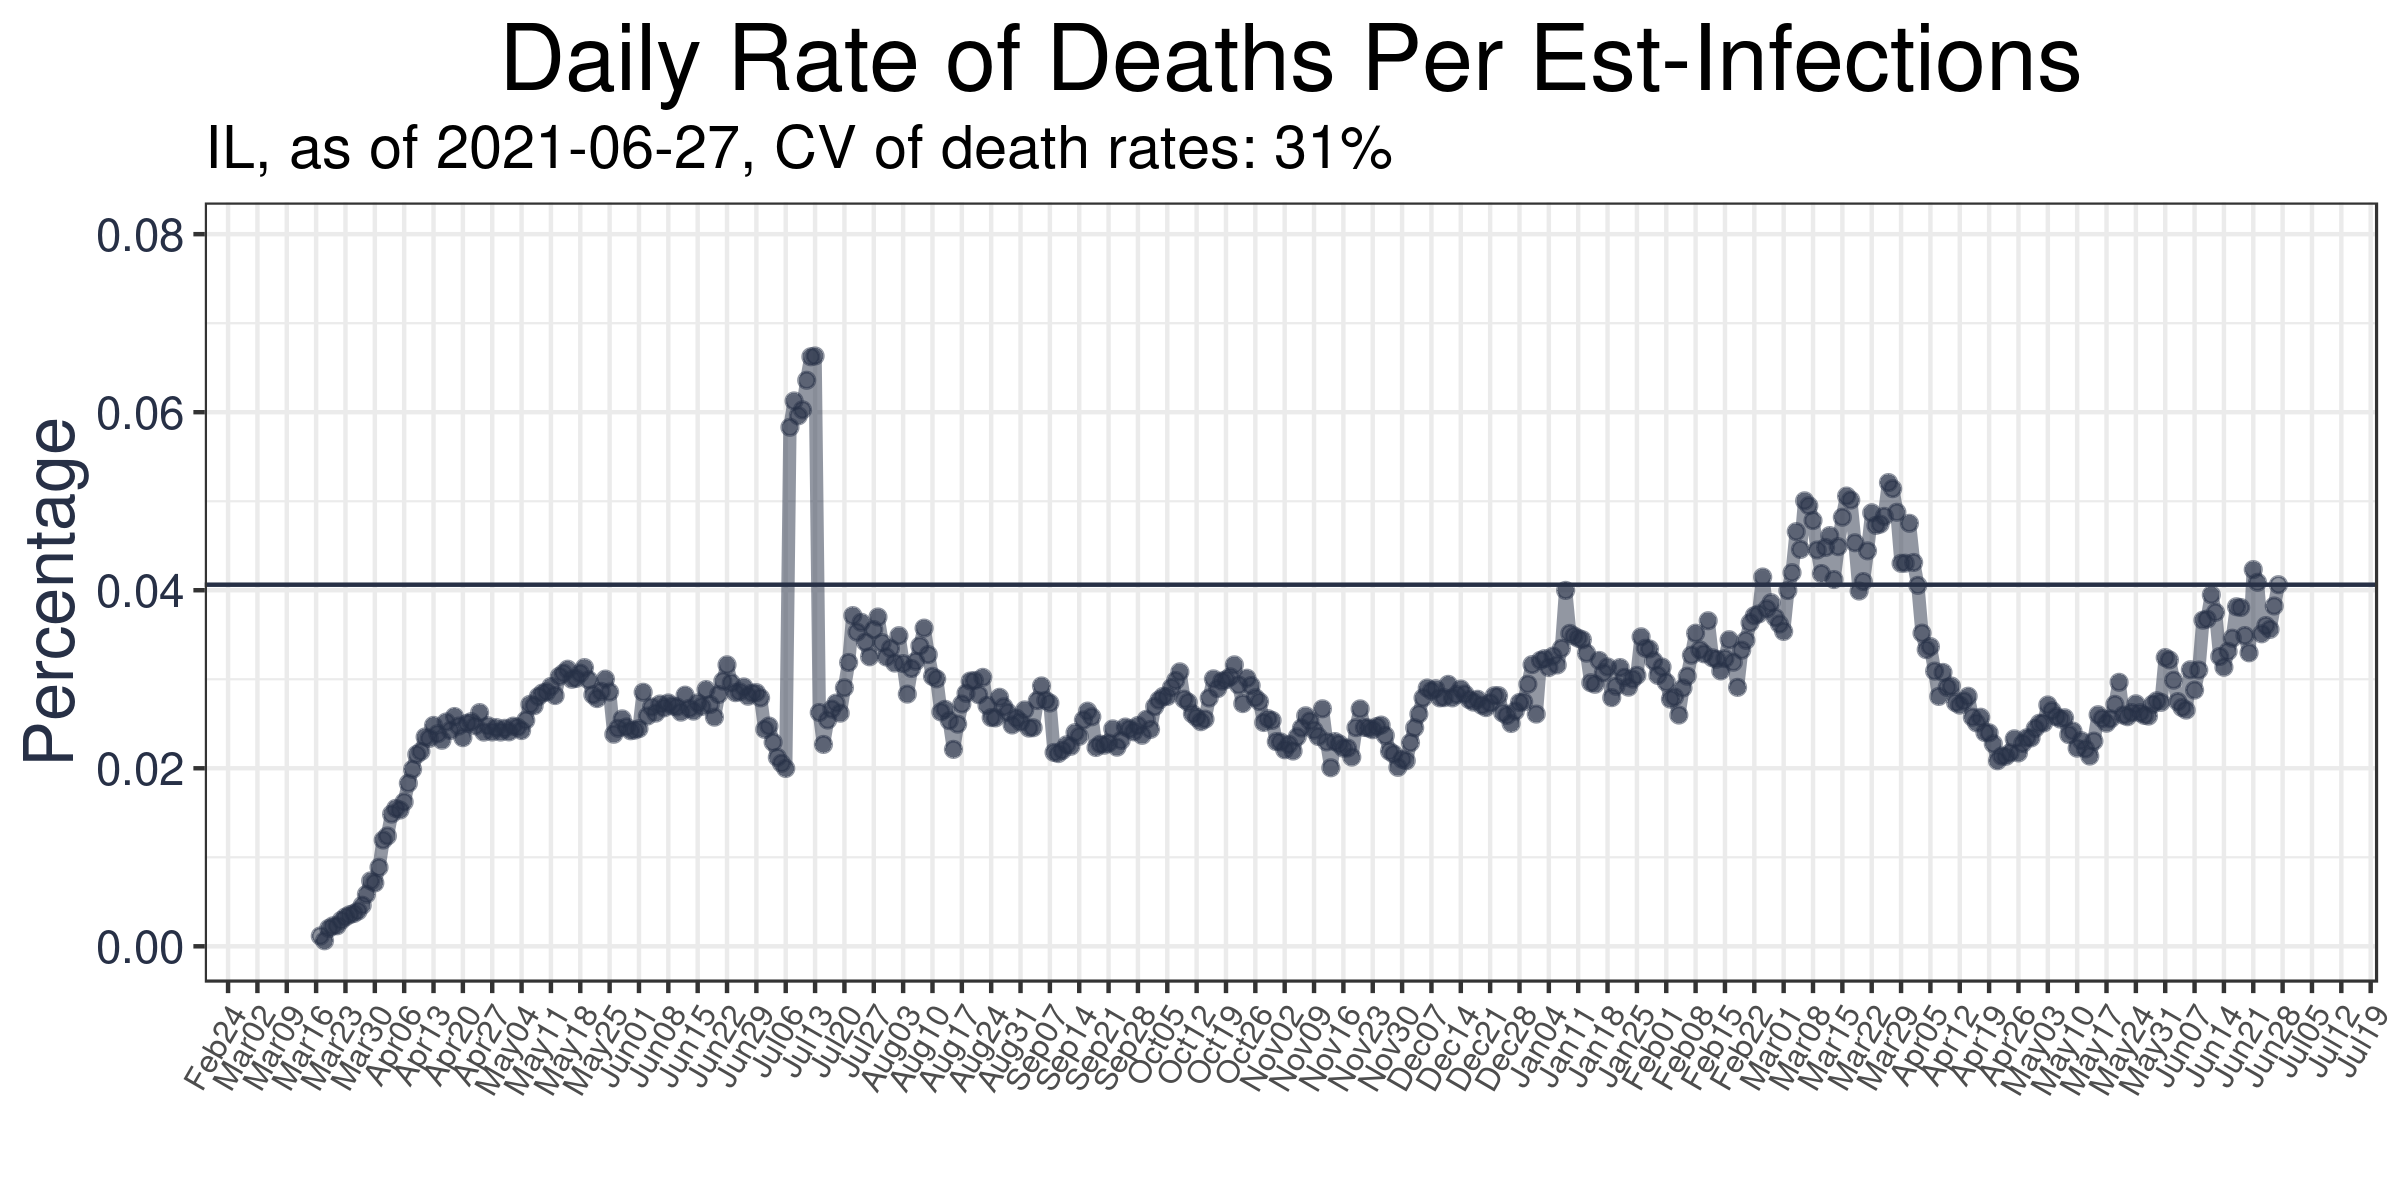 Daily Rate of Deaths Per Est-Infections
IL, as of 2021-06-27, CV of death rates: 31%
Percentage
0.08
0.06
0.04
0.02
0.00
Feb24
Mar02
Mar09
Mar16
Mar23
Mar30
Apr06
Apr13
Apr20
Apr27
May04
May11
May18
May25
Jun01
Jun08
Jun15
Jun22
Jun29
Jul06
Jul13
Jul20
Jul27
Aug03
Aug10
Aug17
Aug24
Aug31
Sep07
Sep14
Sep21
Sep28
Oct05
Oct12
Oct19
Oct26
Nov02
Nov09
Nov16
Nov23
Nov30
Dec07
Dec14
Dec21
Dec28
Jan04
Jan11
Jan18
Jan25
Feb01
Feb08
Feb15
Feb22
Mar01
Mar08
Mar15
Mar22
Mar29
Apr05
Apr12
Apr19
Apr26
May03
May10
May17
May24
May31
Jun07
Jun14
Jun21
Jun28
Jul05
Jul12
Jul19